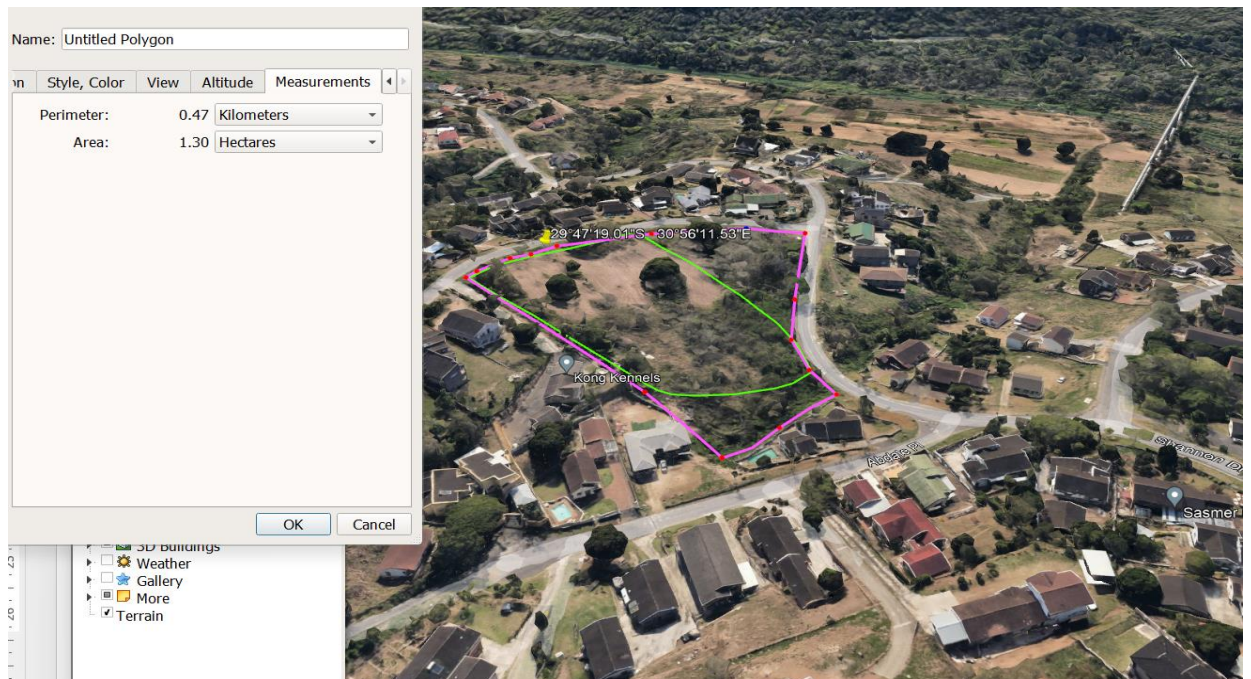 Name: Untitled Polygon
Style, Color View Altitude Measurements
Perimeter: 0.47 Kilometers
Area: 1.30 Hectares
OK Cancel
3D Buildings
Weather
Gallery
More
Terrain
29°47'19.01"S 30°56'11.53"E
Kong Kennels
Sasmer